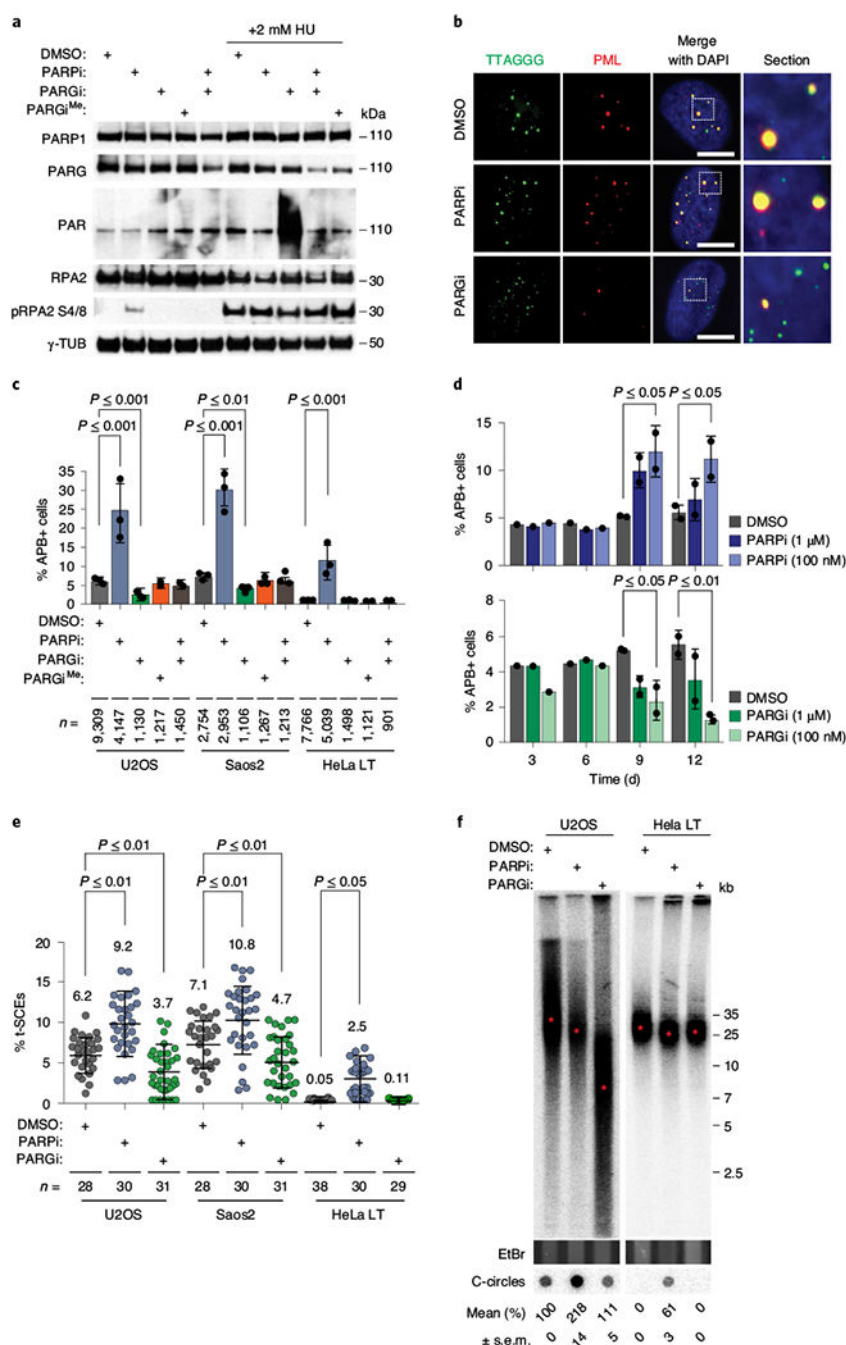 a
+2 mM HU
DMSO: + +
PARPi: + + + +
PARGi: + + + +
PARGiMe: + + kDa
PARP1 110
PARG 110
PAR 110
RPA2 30
pRPA2 S4/8 30
γ-TUB 50
b
TTAGGG PML Merge with DAPI Section
DMSO
PARPi
PARGi
c
P ≤ 0.001 P ≤ 0.01 P ≤ 0.001
P ≤ 0.001 P ≤ 0.001
% APB+ cells
35
30
25
20
15
10
5
0
DMSO: + + +
PARPi: + + + + + +
PARGi: + + + + + +
PARGiMe: + + +
n = 9,309 4,147 1,130 1,217 1,450 2,754 2,953 1,106 1,267 1,213 7,766 5,039 1,498 1,121 901
U2OS Saos2 HeLa LT
d
P ≤ 0.05 P ≤ 0.05
% APB+ cells
15
10
5
0
DMSO
PARPi (1 μM)
PARPi (100 nM)
P ≤ 0.05 P ≤ 0.01
% APB+ cells
8
6
4
2
0
DMSO
PARGi (1 μM)
PARGi (100 nM)
3 6 9 12
Time (d)
e
P ≤ 0.01 P ≤ 0.01
P ≤ 0.01 P ≤ 0.01 P ≤ 0.05
% t-SCEs
20
15
10
5
0
6.2 9.2 3.7 7.1 10.8 4.7 0.05 2.5 0.11
DMSO: + + +
PARPi: + + +
PARGi: + + +
n = 28 30 31 28 30 31 38 30 29
U2OS Saos2 HeLa LT
f
U2OS Hela LT
DMSO: + +
PARPi: + +
PARGi: + + kb
35
25
10
7
5
2.5
EtBr
C-circles
Mean (%) 100 218 111 0 61 0
± s.e.m. 0 14 5 0 3 0